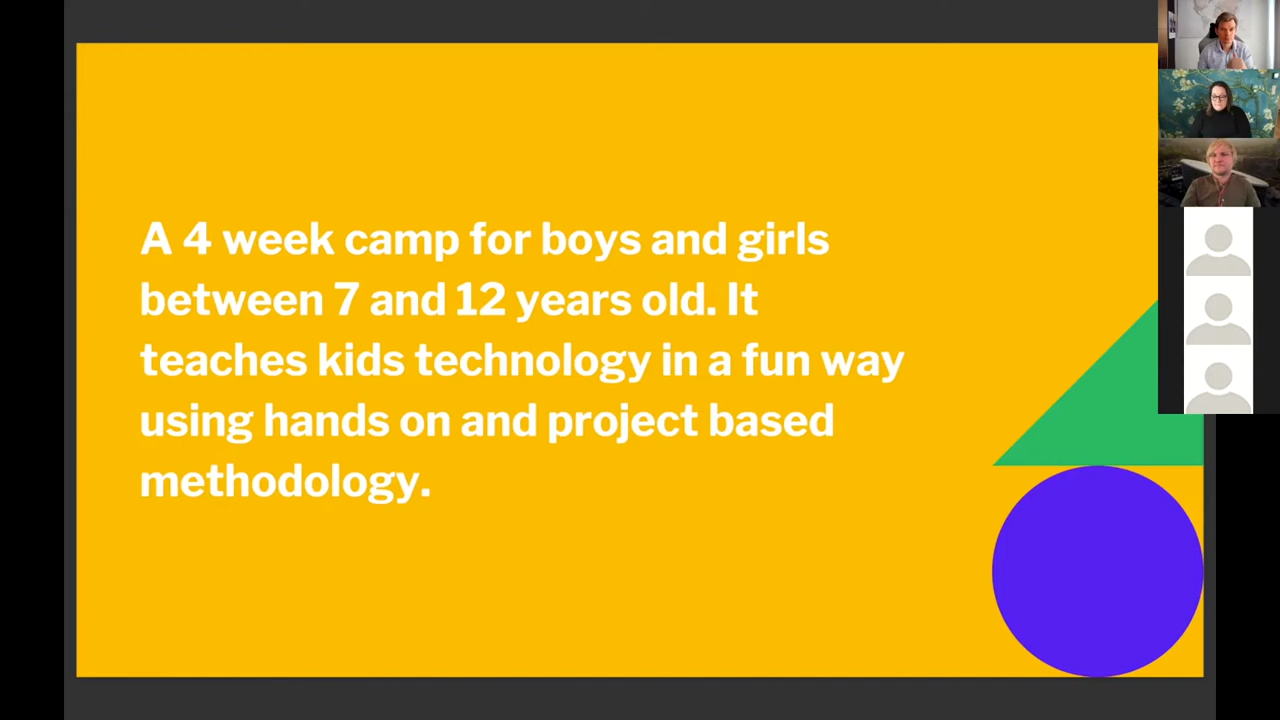 A 4 week camp for boys and girls
between 7 and 12 years old. It
teaches kids technology in a fun way
using hands on and project based
methodology.